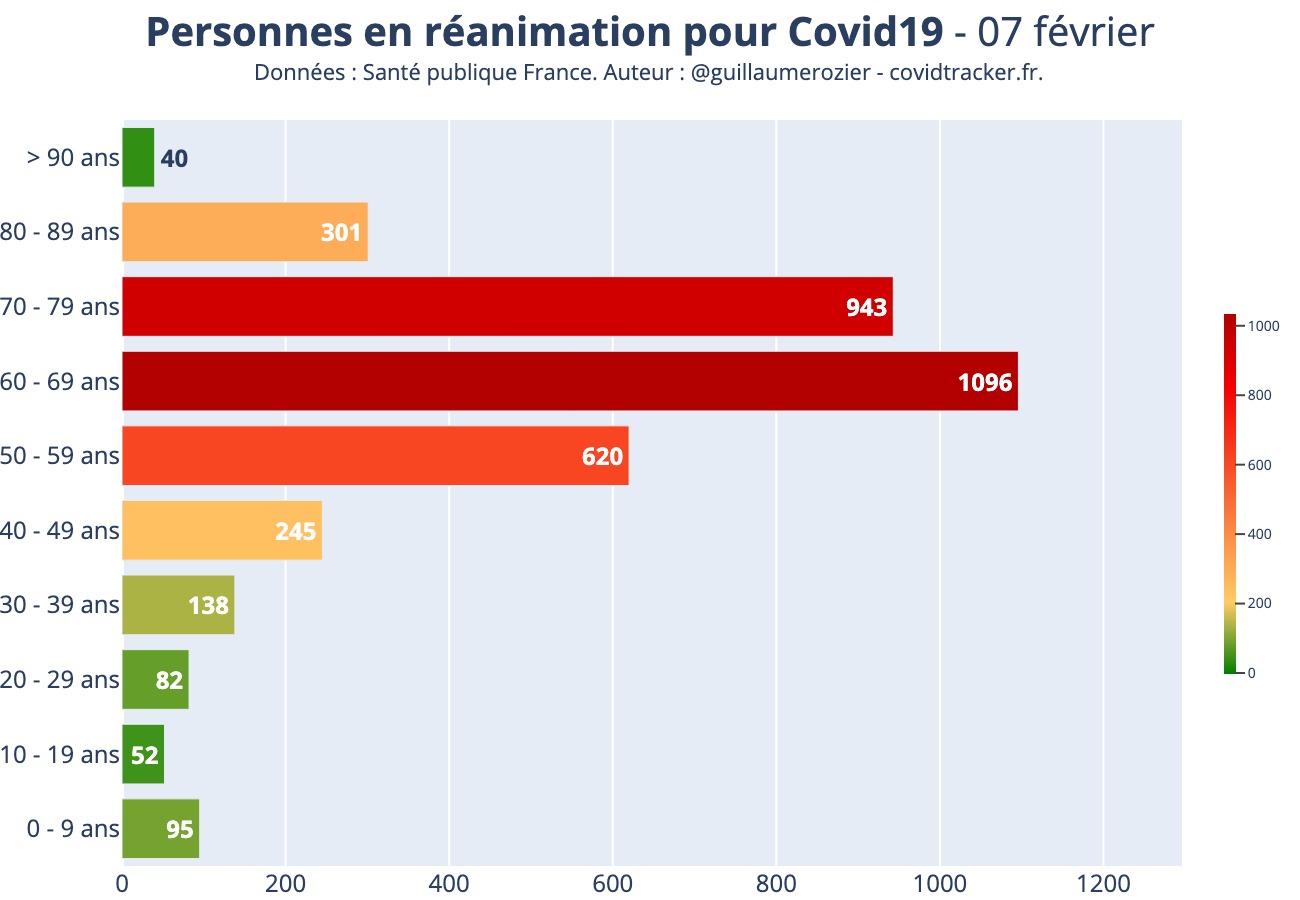 Personnes en réanimation pour Covid19 - 07 février
Données : Santé publique France. Auteur : @guillaumerozier - covidtracker.fr.
> 90 ans 40
80 - 89 ans 301
70 - 79 ans 943
60 - 69 ans 1096
50 - 59 ans 620
40 - 49 ans 245
30 - 39 ans 138
20 - 29 ans 82
10 - 19 ans 52
0 - 9 ans 95
0 200 400 600 800 1000 1200
1000
800
600
400
200
0